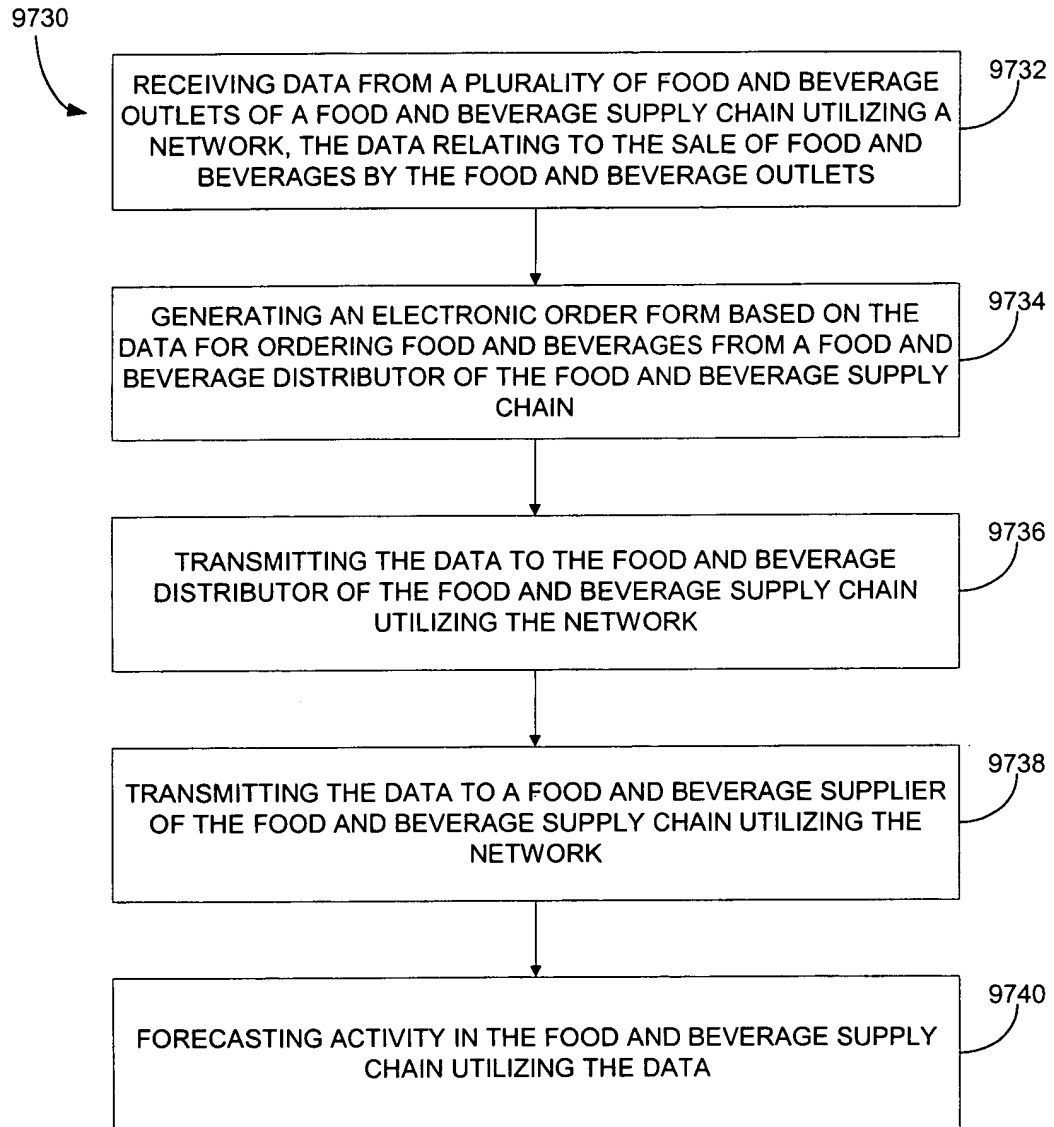 9730
9732
RECEIVING DATA FROM A PLURALITY OF FOOD AND BEVERAGE
OUTLETS OF A FOOD AND BEVERAGE SUPPLY CHAIN UTILIZING A
NETWORK, THE DATA RELATING TO THE SALE OF FOOD AND
BEVERAGES BY THE FOOD AND BEVERAGE OUTLETS
9734
GENERATING AN ELECTRONIC ORDER FORM BASED ON THE
DATA FOR ORDERING FOOD AND BEVERAGES FROM A FOOD AND
BEVERAGE DISTRIBUTOR OF THE FOOD AND BEVERAGE SUPPLY
CHAIN
9736
TRANSMITTING THE DATA TO THE FOOD AND BEVERAGE
DISTRIBUTOR OF THE FOOD AND BEVERAGE SUPPLY CHAIN
UTILIZING THE NETWORK
9738
TRANSMITTING THE DATA TO A FOOD AND BEVERAGE SUPPLIER
OF THE FOOD AND BEVERAGE SUPPLY CHAIN UTILIZING THE
NETWORK
9740
FORECASTING ACTIVITY IN THE FOOD AND BEVERAGE SUPPLY
CHAIN UTILIZING THE DATA